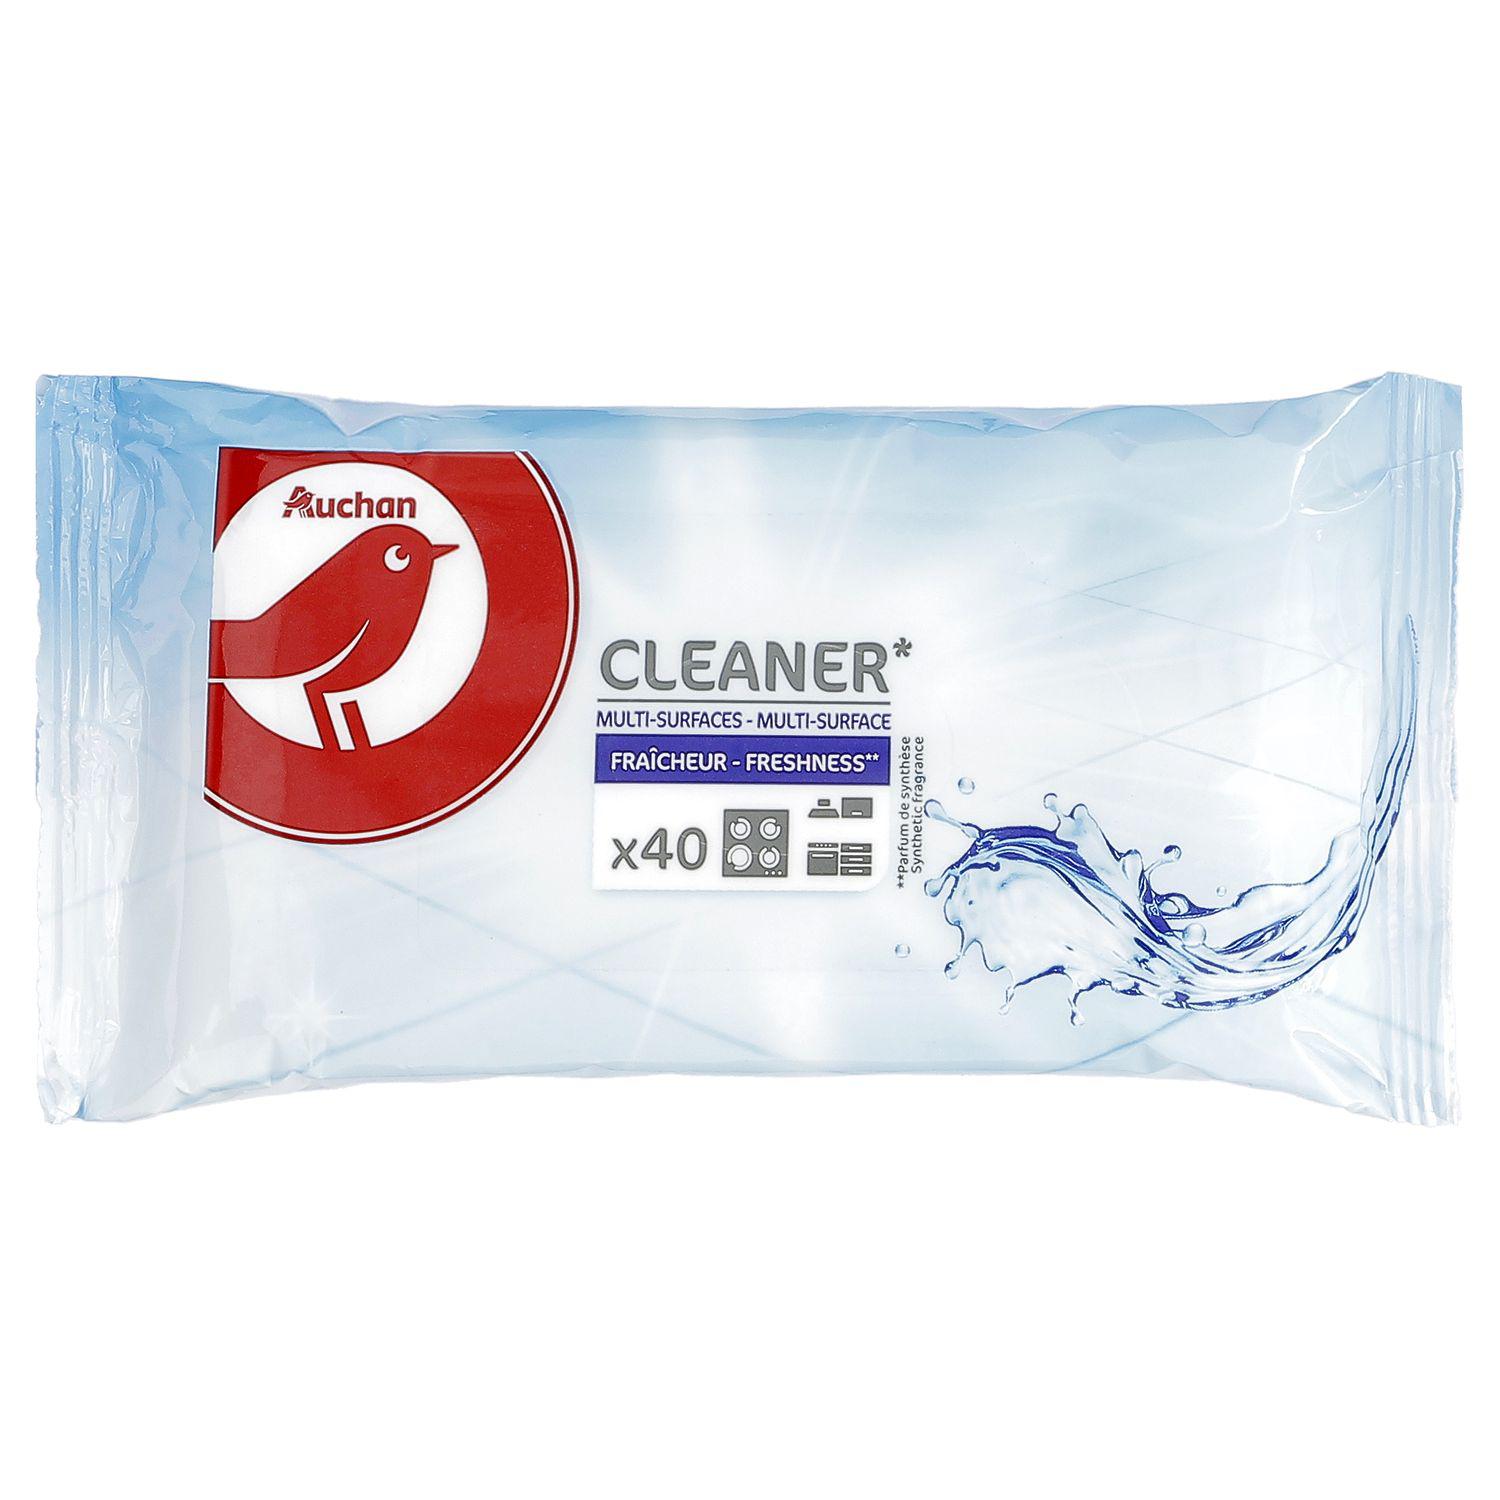 Auchan
CLEANER*
MULTI-SURFACES - MULTI-SURFACE
FRAÎCHEUR - FRESHNESS**
x40
**Parfum de synthèse
Synthetic fragrance